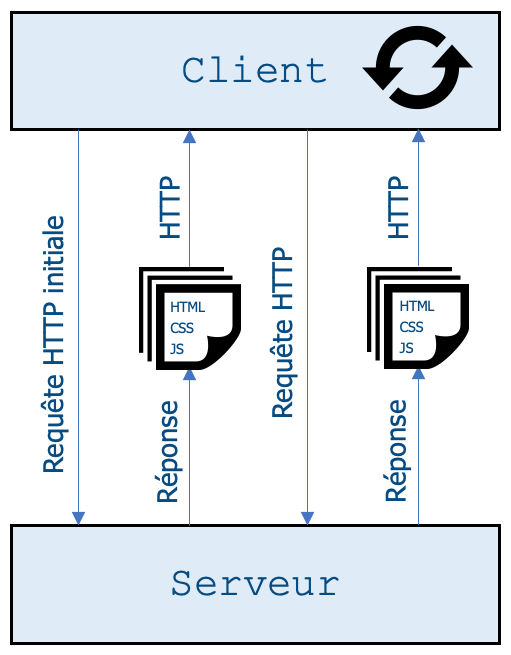 Client
Requête HTTP initiale
HTTP
HTML
CSS
JS
Réponse
Requête HTTP
HTTP
HTML
CSS
JS
Réponse
Serveur